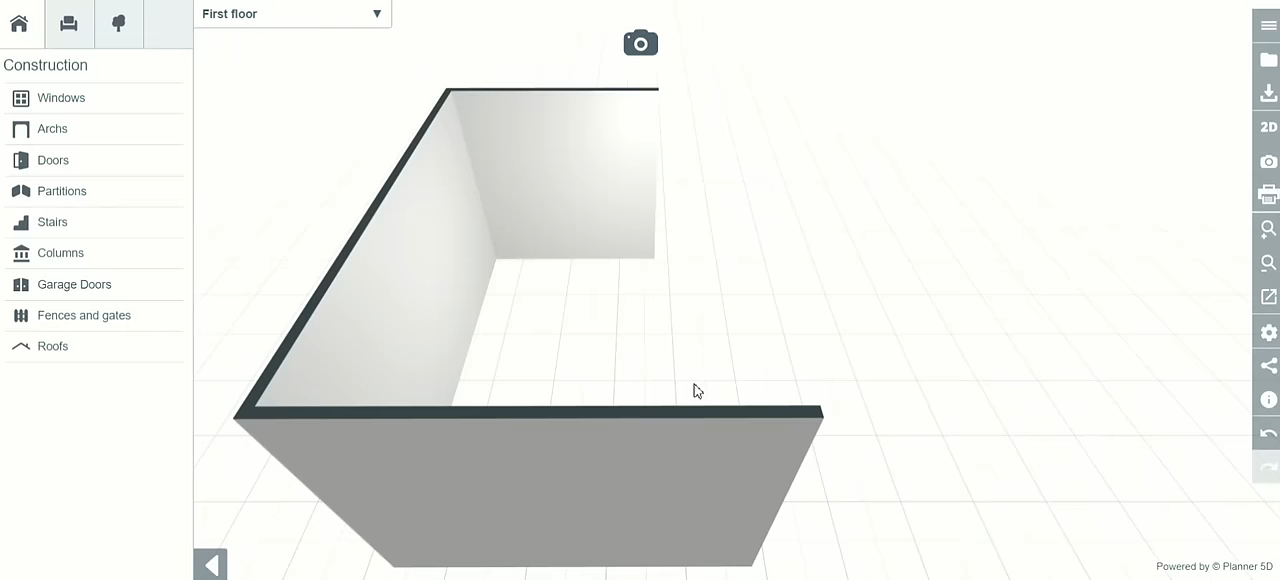 First floor
Construction
Windows
Archs
Doors
Partitions
Stairs
Columns
Garage Doors
Fences and gates
Roofs
2D
Powered by © Planner 5D